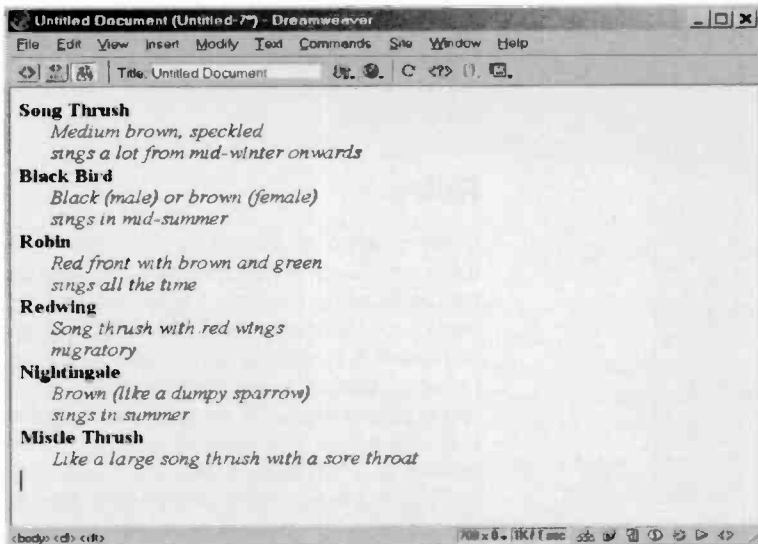 Untitled Document (Untitled-7*) - Dreamweaver
File Edit View Insert Modify Text Commands Site Window Help
Title: Untitled Document
Song Thrush
Medium brown, speckled
sings a lot from mid-winter onwards
Black Bird
Black (male) or brown (female)
sings in mid-summer
Robin
Red front with brown and green
sings all the time
Redwing
Song thrush with red wings
migratory
Nightingale
Brown (like a dumpy sparrow)
sings in summer
Mistle Thrush
Like a large song thrush with a sore throat
<body> <dl> <dt> 1K / 1 sec